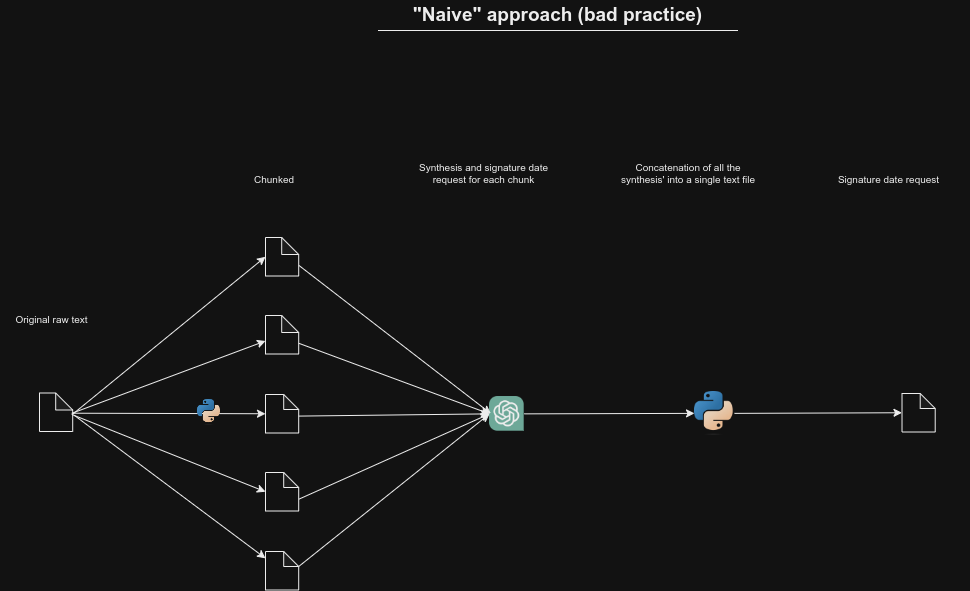 "Naive" approach (bad practice)
Chunked
Synthesis and signature date
request for each chunk
Concatenation of all the
synthesis' into a single text file
Signature date request
Original raw text